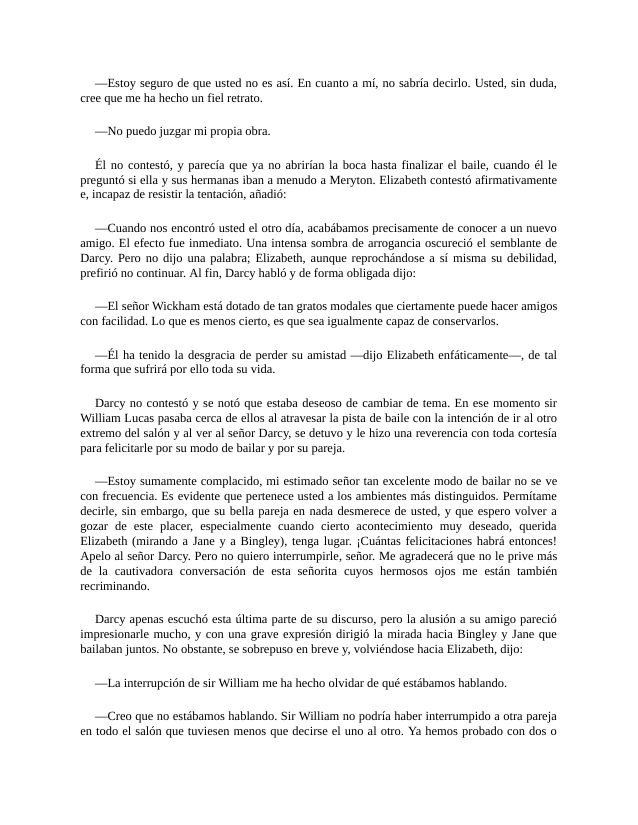 —Estoy seguro de que usted no es así. En cuanto a mí, no sabría decirlo. Usted, sin duda,
cree que me ha hecho un fiel retrato.
—No puedo juzgar mi propia obra.
Él no contestó, y parecía que ya no abrirían la boca hasta finalizar el baile, cuando él le
preguntó si ella y sus hermanas iban a menudo a Meryton. Elizabeth contestó afirmativamente
e, incapaz de resistir la tentación, añadió:
—Cuando nos encontró usted el otro día, acabábamos precisamente de conocer a un nuevo
amigo. El efecto fue inmediato. Una intensa sombra de arrogancia oscureció el semblante de
Darcy. Pero no dijo una palabra; Elizabeth, aunque reprochándose a sí misma su debilidad,
prefirió no continuar. Al fin, Darcy habló y de forma obligada dijo:
—El señor Wickham está dotado de tan gratos modales que ciertamente puede hacer amigos
con facilidad. Lo que es menos cierto, es que sea igualmente capaz de conservarlos.
—Él ha tenido la desgracia de perder su amistad —dijo Elizabeth enfáticamente—, de tal
forma que sufrirá por ello toda su vida.
Darcy no contestó y se notó que estaba deseoso de cambiar de tema. En ese momento sir
William Lucas pasaba cerca de ellos al atravesar la pista de baile con la intención de ir al otro
extremo del salón y al ver al señor Darcy, se detuvo y le hizo una reverencia con toda cortesía
para felicitarle por su modo de bailar y por su pareja.
—Estoy sumamente complacido, mi estimado señor tan excelente modo de bailar no se ve
con frecuencia. Es evidente que pertenece usted a los ambientes más distinguidos. Permítame
decirle, sin embargo, que su bella pareja en nada desmerece de usted, y que espero volver a
gozar de este placer, especialmente cuando cierto acontecimiento muy deseado, querida
Elizabeth (mirando a Jane y a Bingley), tenga lugar. ¡Cuántas felicitaciones habrá entonces!
Apelo al señor Darcy. Pero no quiero interrumpirle, señor. Me agradecerá que no le prive más
de la cautivadora conversación de esta señorita cuyos hermosos ojos me están también
recriminando.
Darcy apenas escuchó esta última parte de su discurso, pero la alusión a su amigo pareció
impresionarle mucho, y con una grave expresión dirigió la mirada hacia Bingley y Jane que
bailaban juntos. No obstante, se sobrepuso en breve y, volviéndose hacia Elizabeth, dijo:
—La interrupción de sir William me ha hecho olvidar de qué estábamos hablando.
—Creo que no estábamos hablando. Sir William no podría haber interrumpido a otra pareja
en todo el salón que tuviesen menos que decirse el uno al otro. Ya hemos probado con dos o